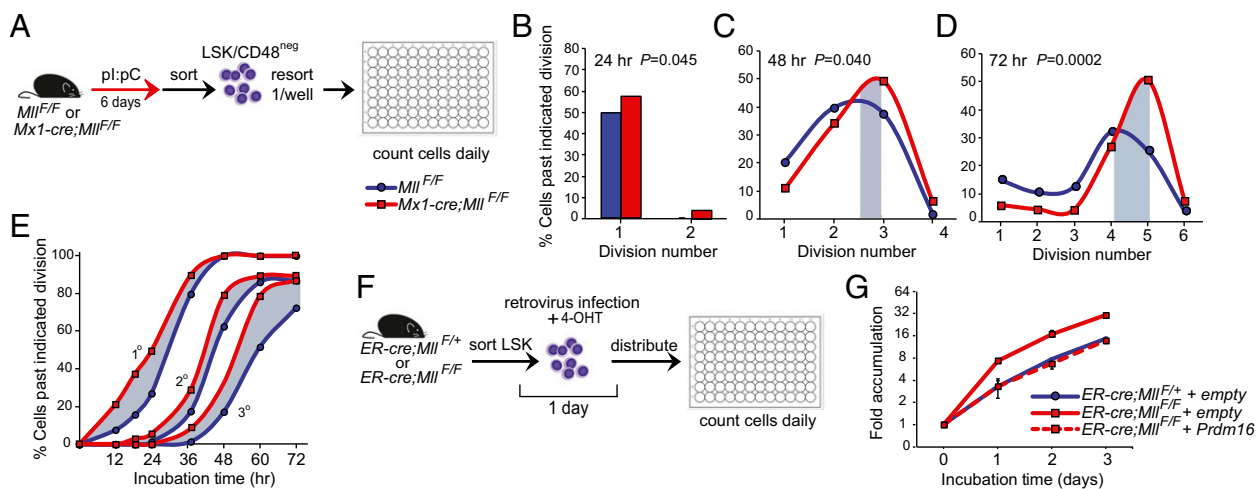 A
Mll F/F or
Mx1-cre;Mll F/F
pI:pC
6 days
sort
LSK/CD48neg
resort
1/well
count cells daily
Mll F/F
Mx1-cre;Mll F/F
B
% Cells past indicated division
80
70
60
50
40
30
20
10
0
24 hr P=0.045
1
2
Division number
C
50
40
30
20
10
0
48 hr P=0.040
1
2
3
4
Division number
D
60
50
40
30
20
10
0
72 hr P=0.0002
1
2
3
4
5
6
Division number
E
% Cells past indicated division
100
80
60
40
20
0
1°
2°
3°
12
24
36
48
60
72
Incubation time (hr)
F
ER-cre;Mll F/+
or
ER-cre;Mll F/F
sort LSK
retrovirus infection
+ 4-OHT
1 day
distribute
count cells daily
G
Fold accumulation
64
32
16
8
4
2
1
0
ER-cre;Mll F/+ + empty
ER-cre;Mll F/F + empty
ER-cre;Mll F/F + Prdm16
0
1
2
3
Incubation time (days)